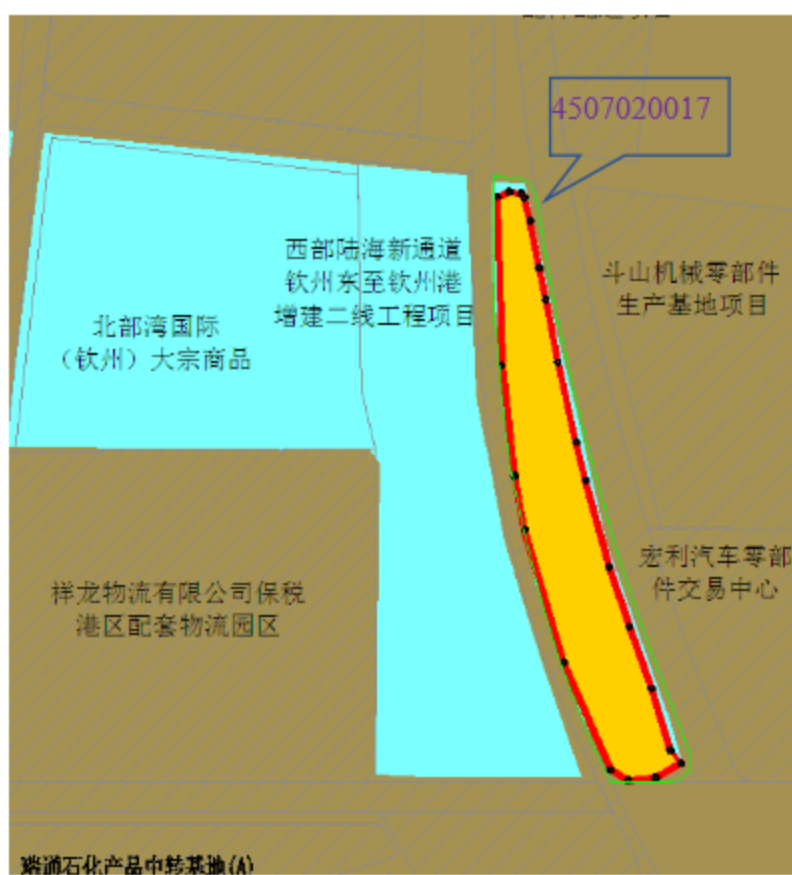 4507020017
西部陆海新通道
钦州东至钦州港
增建二线工程项目
斗山机械零部件
生产基地项目
北部湾国际
（钦州）大宗商品
宏利汽车零部
件交易中心
祥龙物流有限公司保税
港区配套物流园区
通石化产品中转基地(A)